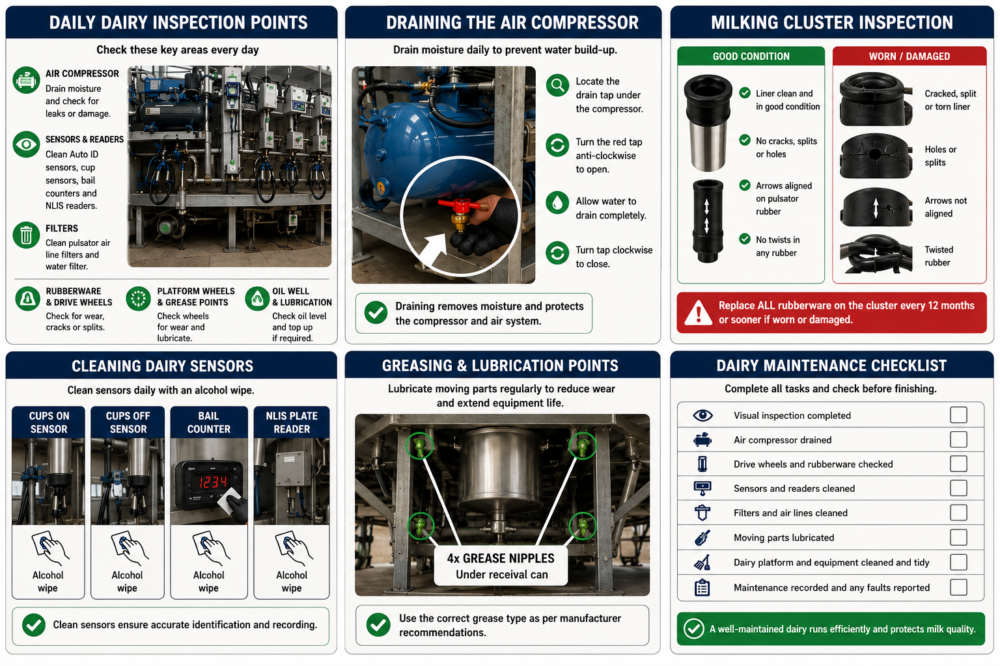 DAILY DAIRY INSPECTION POINTS
Check these key areas every day
AIR COMPRESSOR
Drain moisture
and check for
leaks or damage.
SENSORS & READERS
Clean Auto ID
sensors, cup
sensors, bail
counters and
NLIS readers.
FILTERS
Clean pulsator air
line filters and
water filter.
RUBBERWARE
& DRIVE WHEELS
Check for wear,
cracks or splits.
PLATFORM WHEELS
& GREASE POINTS
Check wheels
for wear and
lubricate.
OIL WELL
& LUBRICATION
Check oil level
and top up
if required.
DRAINING THE AIR COMPRESSOR
Drain moisture daily to prevent water build-up.
Locate the
drain tap under
the compressor.
Turn the red tap
anti-clockwise
to open.
Allow water to
drain completely.
Turn tap clockwise
to close.
Draining removes moisture and protects
the compressor and air system.
MILKING CLUSTER INSPECTION
GOOD CONDITION
Liner clean and
in good condition
No cracks, splits
or holes
Arrows aligned
on pulsator
rubber
No twists in
any rubber
WORN / DAMAGED
Cracked, split
or torn liner
Holes or
splits
Arrows not
aligned
Twisted
rubber
Replace ALL rubberware on the cluster every 12 months
or sooner if worn or damaged.
CLEANING DAIRY SENSORS
Clean sensors daily with an alcohol wipe.
CUPS ON
SENSOR
Alcohol
wipe
CUPS OFF
SENSOR
Alcohol
wipe
BAIL
COUNTER
1234
Alcohol
wipe
NLIS PLATE
READER
Alcohol
wipe
Clean sensors ensure accurate identification and recording.
GREASING & LUBRICATION POINTS
Lubricate moving parts regularly to reduce wear
and extend equipment life.
4x GREASE NIPPLES
Under receival can
Use the correct grease type as per manufacturer
recommendations.
DAIRY MAINTENANCE CHECKLIST
Complete all tasks and check before finishing.
Visual inspection completed
Air compressor drained
Drive wheels and rubberware checked
Sensors and readers cleaned
Filters and air lines cleaned
Moving parts lubricated
Dairy platform and equipment cleaned and tidy
Maintenance recorded and any faults reported
A well-maintained dairy runs efficiently and protects milk quality.